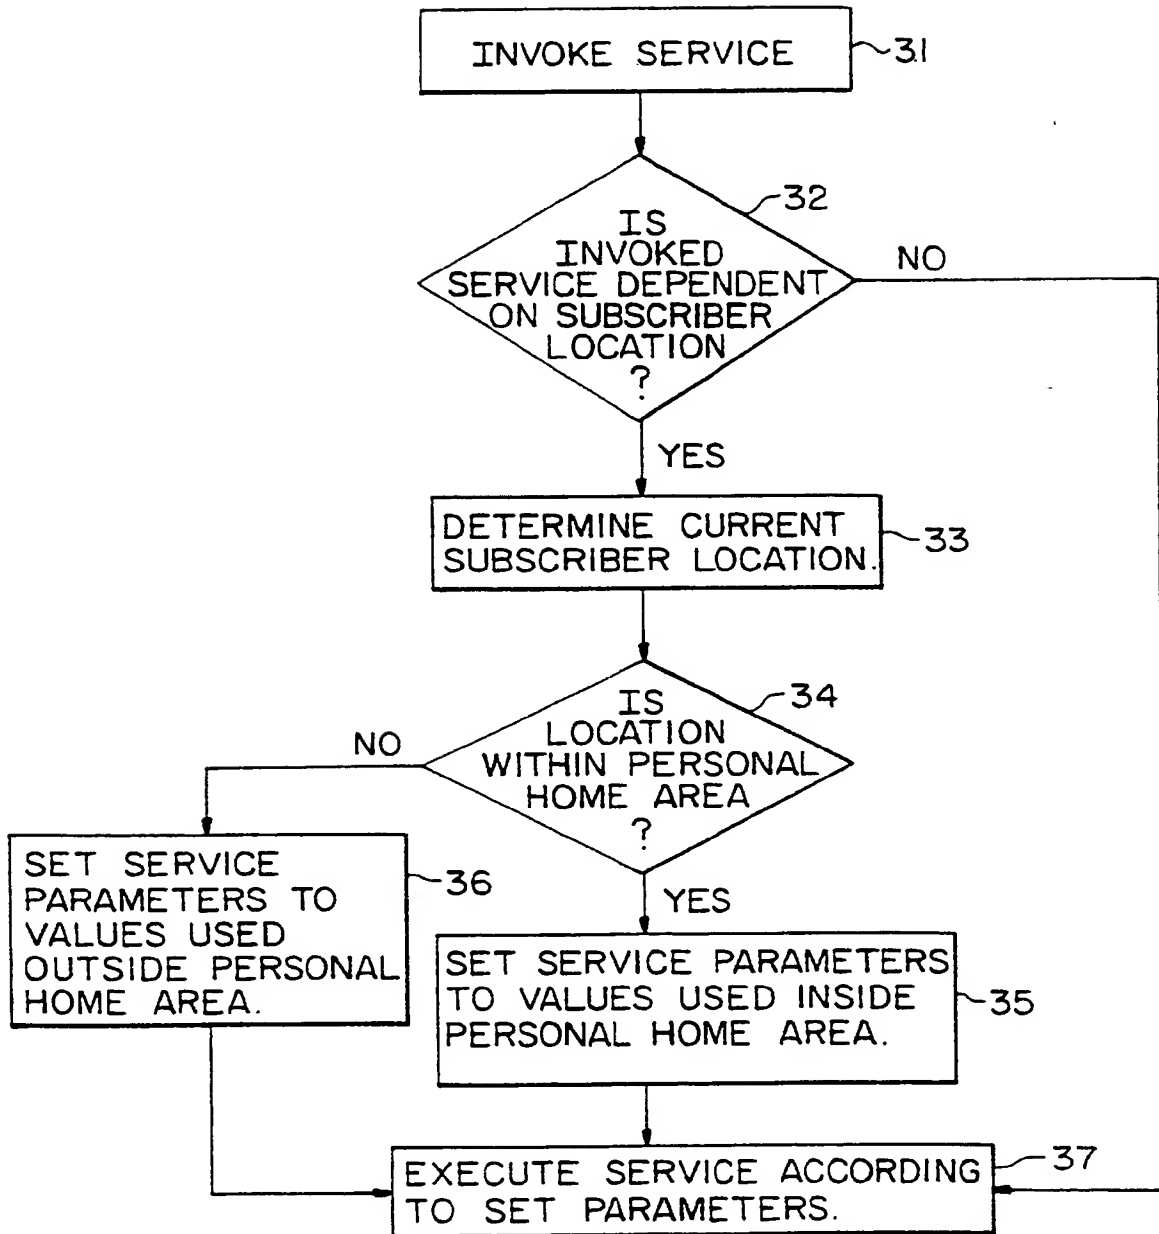 INVOKE SERVICE
31
32
IS
INVOKED
SERVICE DEPENDENT
ON SUBSCRIBER
LOCATION
?
NO
YES
DETERMINE CURRENT
SUBSCRIBER LOCATION.
33
34
IS
LOCATION
WITHIN PERSONAL
HOME AREA
?
NO
YES
SET SERVICE
PARAMETERS TO
VALUES USED
OUTSIDE PERSONAL
HOME AREA.
36
SET SERVICE PARAMETERS
TO VALUES USED INSIDE
PERSONAL HOME AREA.
35
EXECUTE SERVICE ACCORDING
TO SET PARAMETERS.
37